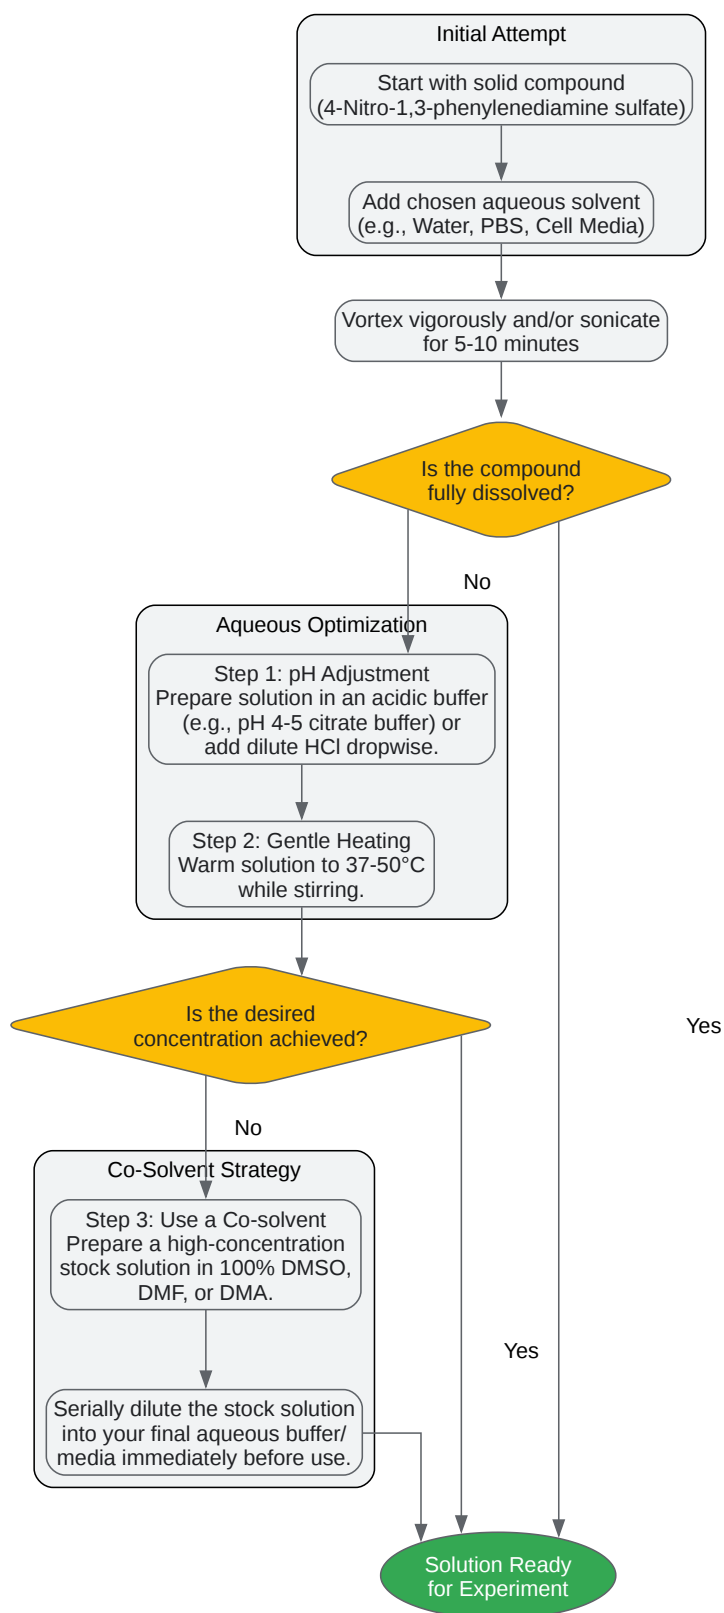 Initial Attempt
Start with solid compound
(4-Nitro-1,3-phenylenediamine sulfate)
Add chosen aqueous solvent
(e.g., Water, PBS, Cell Media)
Vortex vigorously and/or sonicate
for 5-10 minutes
Is the compound
fully dissolved?
No
Aqueous Optimization
Step 1: pH Adjustment
Prepare solution in an acidic buffer
(e.g., pH 4-5 citrate buffer) or
add dilute HCl dropwise.
Step 2: Gentle Heating
Warm solution to 37-50°C
while stirring.
Is the desired
concentration achieved?
Yes
No
Co-Solvent Strategy
Step 3: Use a Co-solvent
Prepare a high-concentration
stock solution in 100% DMSO,
DMF, or DMA.
Yes
Serially dilute the stock solution
into your final aqueous buffer/
media immediately before use.
Solution Ready
for Experiment